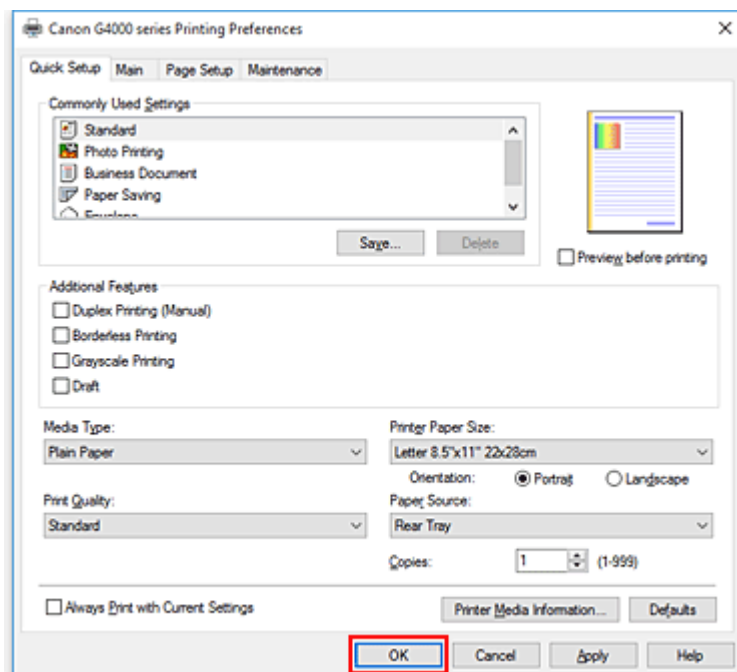 Canon G4000 series Printing Preferences
Quick Setup Main Page Setup Maintenance
Commonly Used Settings
Standard
Photo Printing
Business Document
Paper Saving
Envelope
Save... Delete
Preview before printing
Additional Features
Duplex Printing (Manual)
Borderless Printing
Grayscale Printing
Draft
Media Type:
Plain Paper
Printer Paper Size:
Letter 8.5"x11" 22x28cm
Orientation: Portrait Landscape
Print Quality:
Standard
Paper Source:
Rear Tray
Copies: 1 (1-999)
Always Print with Current Settings
Printer Media Information... Defaults
OK Cancel Apply Help